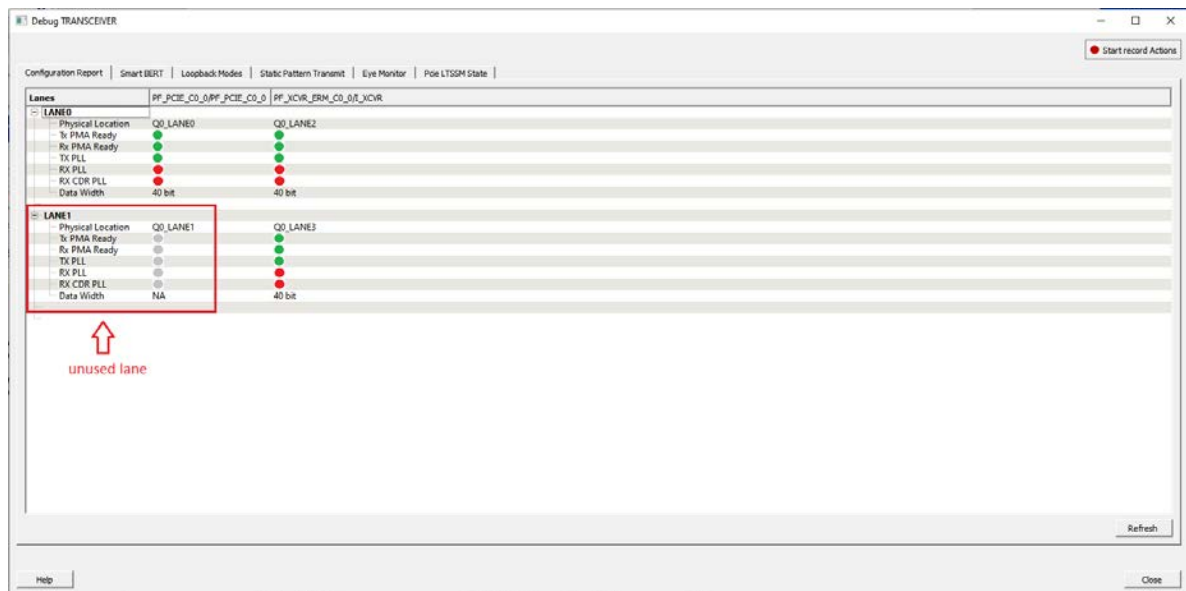 Debug TRANSCEIVER
Start record Actions
Configuration Report Smart BERT Loopback Modes Static Pattern Transmit Eye Monitor Pcie LTSSM State
Lanes PF_PCIE_C0_0/PF_PCIE_C0_0 PF_XCVR_ERM_C0_0/I_XCVR
LANE0
Physical Location Q0_LANE0 Q0_LANE2
Tx PMA Ready
Rx PMA Ready
TX PLL
RX PLL
RX CDR PLL
Data Width 40 bit 40 bit
LANE1
Physical Location Q0_LANE1 Q0_LANE3
Tx PMA Ready
Rx PMA Ready
TX PLL
RX PLL
RX CDR PLL
Data Width NA 40 bit
unused lane
Refresh
Help Close